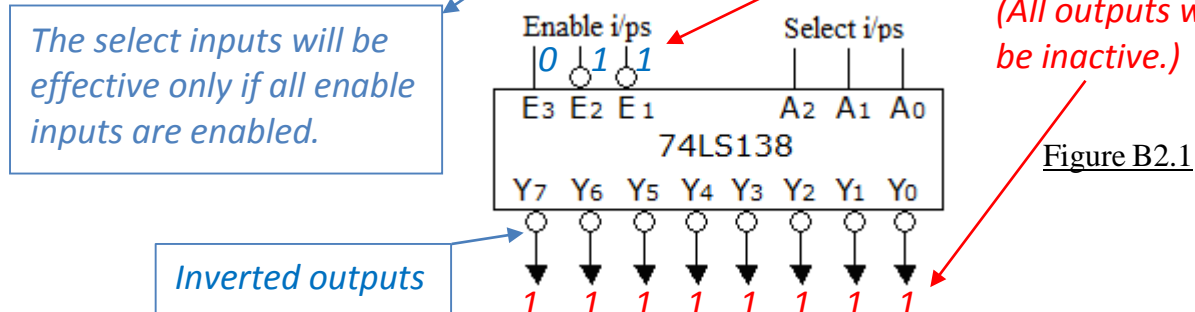 (All outputs w
be inactive.)
The select inputs will be
effective only if all enable
inputs are enabled.
Enable i/ps
Select i/ps
0 1 1
E3 E2 E1 A2 A1 A0
74LS138
Y7 Y6 Y5 Y4 Y3 Y2 Y1 Y0
Figure B2.1
Inverted outputs
1 1 1 1 1 1 1 1